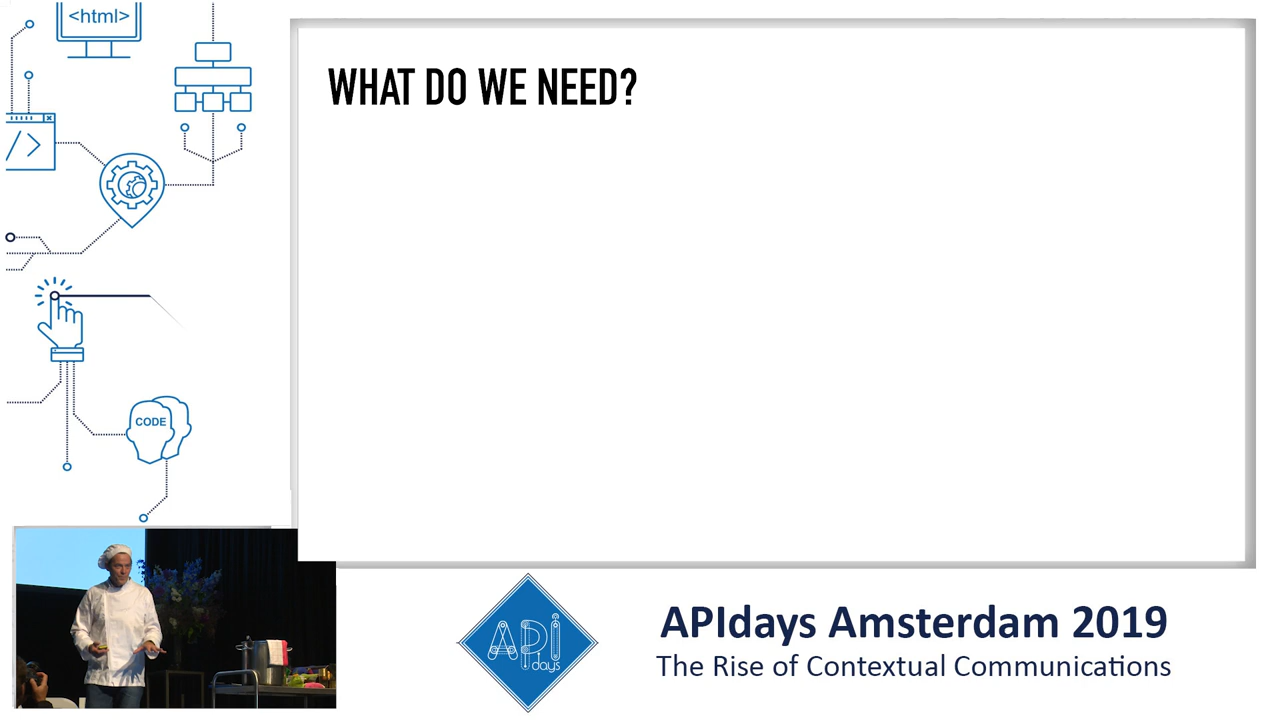 <html>
WHAT DO WE NEED?
</>
CODE
API
days
APIdays Amsterdam 2019
The Rise of Contextual Communications